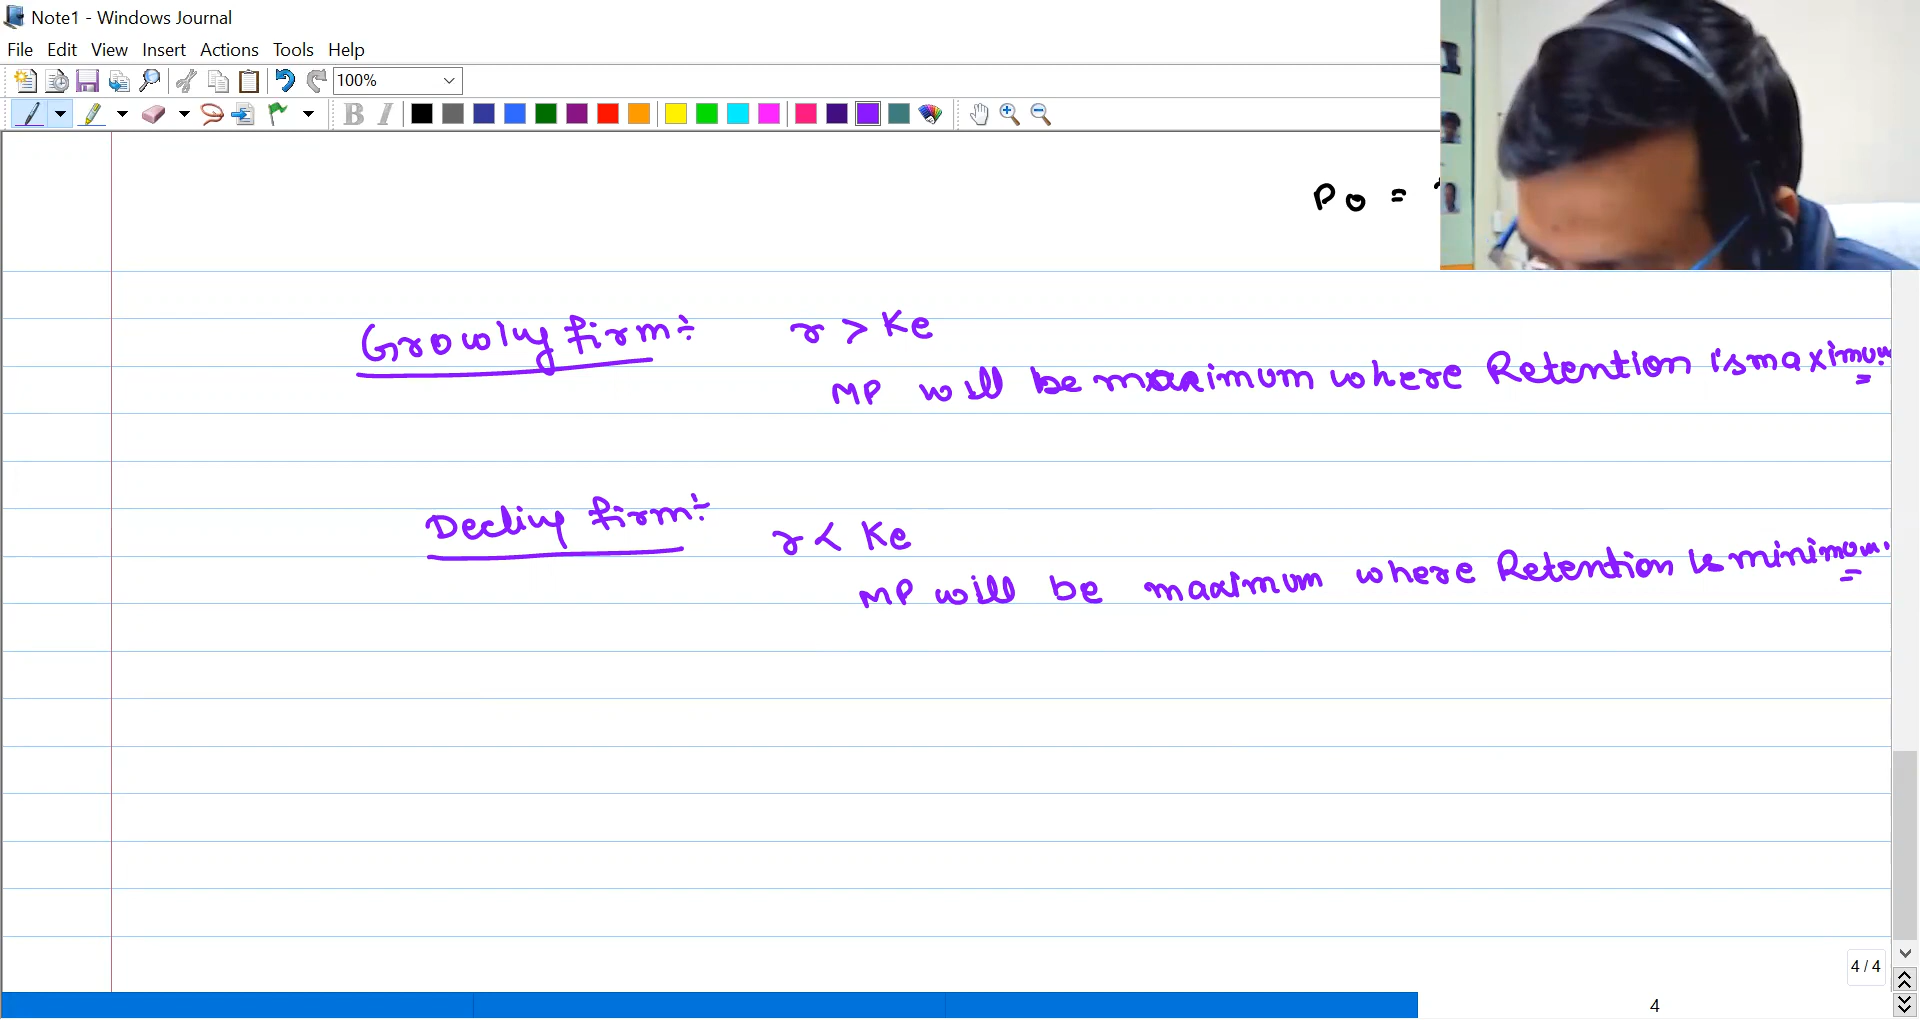 Note1 - Windows Journal
File Edit View Insert Actions Tools Help
100%
B I
P0 =
Growing firm:
r > Ke
MP will be maximum where Retention is maximum
Declining firm:
r < Ke
MP will be maximum where Retention is minimum.
4 / 4
4